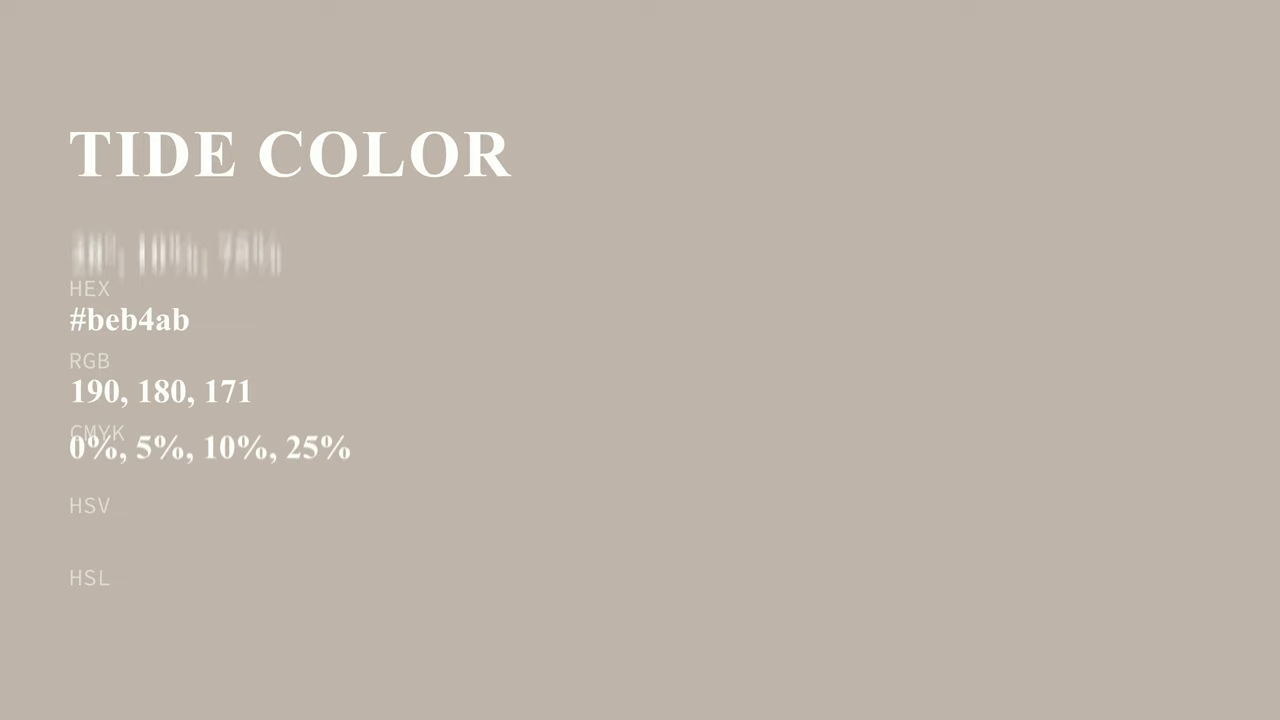 TIDE COLOR
HEX
#beb4ab
RGB
190, 180, 171
CMYK
0%, 5%, 10%, 25%
HSV
HSL